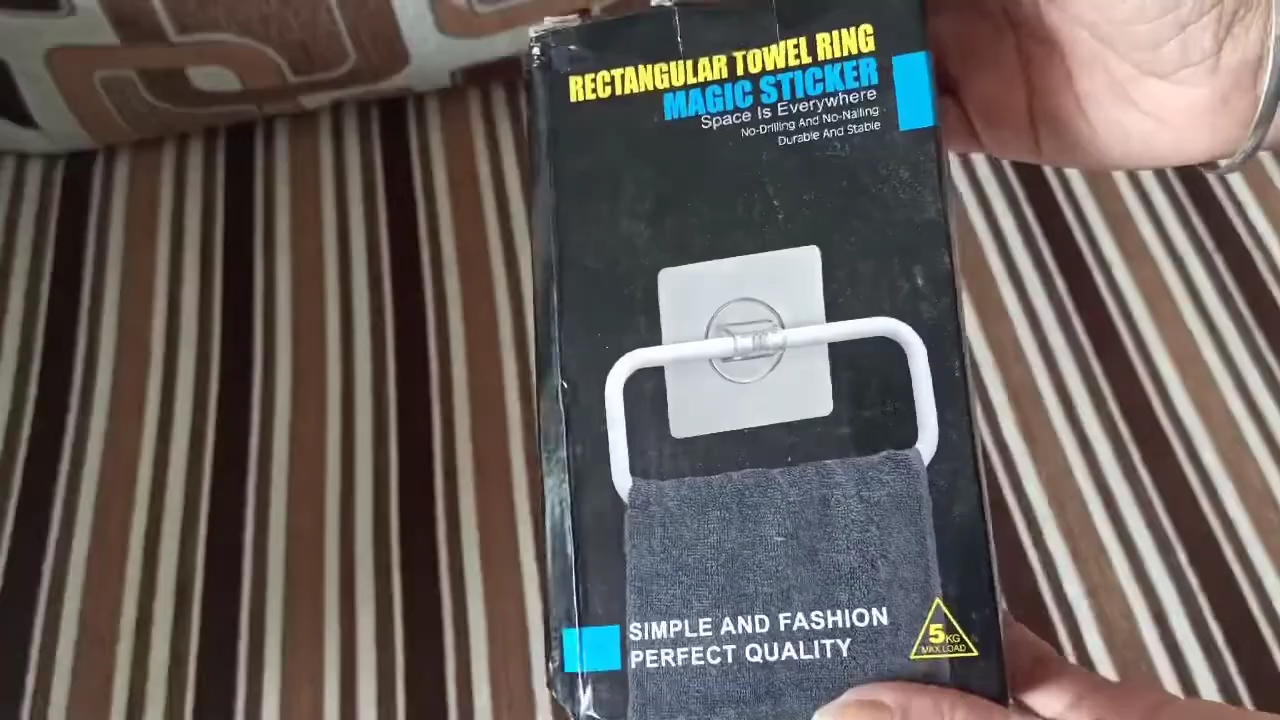 RECTANGULAR TOWEL RING
MAGIC STICKER
Space Is Everywhere
No-Drilling And No-Nailing
Durable And Stable
SIMPLE AND FASHION
PERFECT QUALITY
5KG
MAX LOAD